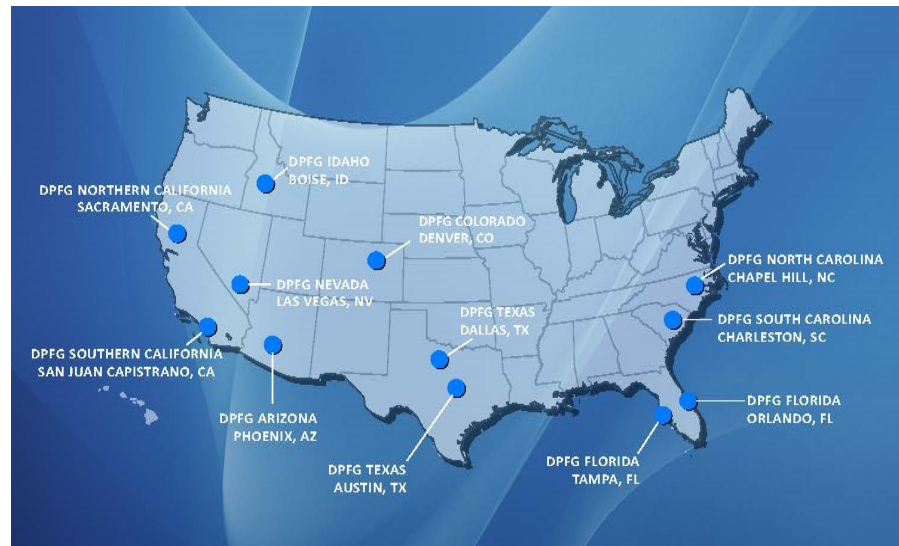 DPFG IDAHO
BOISE, ID
DPFG NORTHERN CALIFORNIA
SACRAMENTO, CA
DPFG COLORADO
DENVER, CO
DPFG NORTH CAROLINA
CHAPEL HILL, NC
DPFG NEVADA
LAS VEGAS, NV
DPFG TEXAS
DALLAS, TX
DPFG SOUTH CAROLINA
CHARLESTON, SC
DPFG SOUTHERN CALIFORNIA
SAN JUAN CAPISTRANO, CA
DPFG FLORIDA
ORLANDO, FL
DPFG ARIZONA
PHOENIX, AZ
DPFG FLORIDA
TAMPA, FL
DPFG TEXAS
AUSTIN, TX